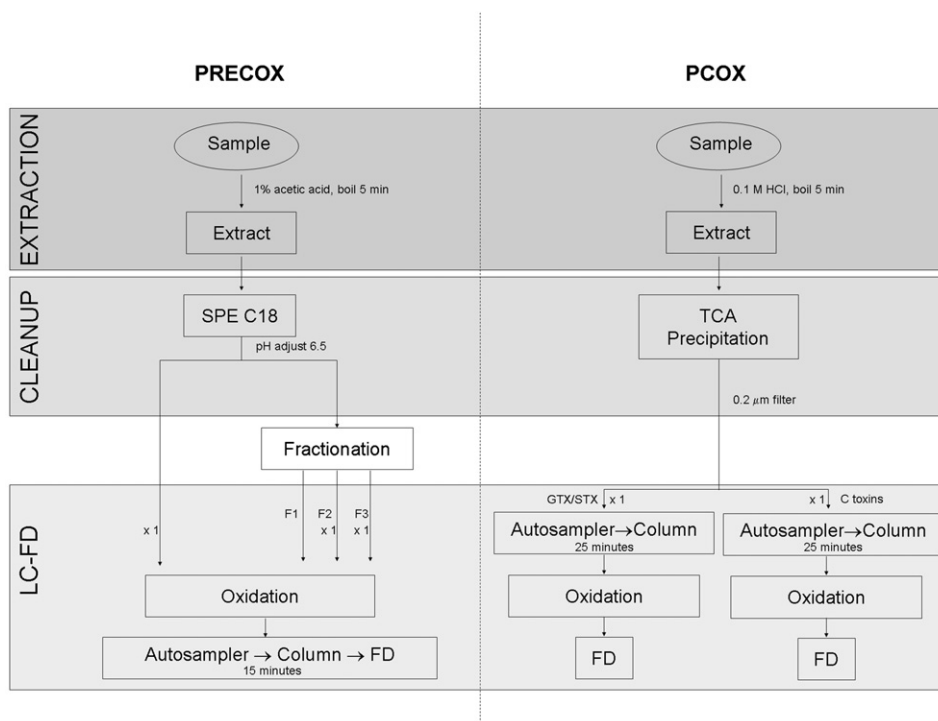 PRECOX
PCOX
EXTRACTION
Sample
1% acetic acid, boil 5 min
Extract
Sample
0.1 M HCl, boil 5 min
Extract
CLEANUP
SPE C18
pH adjust 6.5
TCA
Precipitation
0.2 μm filter
Fractionation
LC-FD
x 1
F1
F2
x 1
F3
x 1
Oxidation
Autosampler → Column → FD
15 minutes
GTX/STX x 1
x 1 C toxins
Autosampler→Column
25 minutes
Oxidation
FD
Autosampler→Column
25 minutes
Oxidation
FD